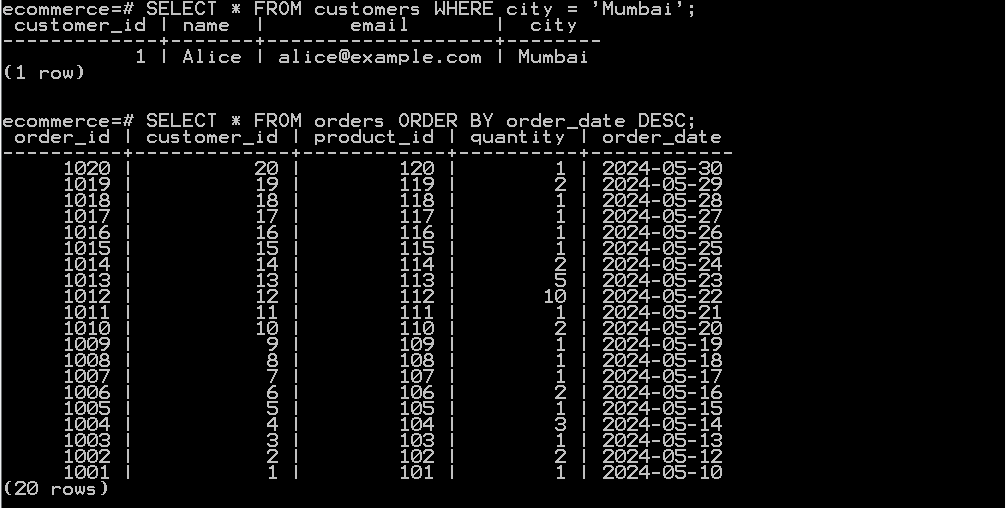 ecommerce=# SELECT * FROM customers WHERE city = 'Mumbai';
 customer_id | name  |       email       |  city
-------------+-------+-------------------+--------
           1 | Alice | alice@example.com | Mumbai
(1 row)
ecommerce=# SELECT * FROM orders ORDER BY order_date DESC;
 order_id | customer_id | product_id | quantity | order_date
----------+-------------+------------+----------+------------
     1020 |          20 |        120 |        1 | 2024-05-30
     1019 |          19 |        119 |        2 | 2024-05-29
     1018 |          18 |        118 |        1 | 2024-05-28
     1017 |          17 |        117 |        1 | 2024-05-27
     1016 |          16 |        116 |        1 | 2024-05-26
     1015 |          15 |        115 |        1 | 2024-05-25
     1014 |          14 |        114 |        2 | 2024-05-24
     1013 |          13 |        113 |        5 | 2024-05-23
     1012 |          12 |        112 |       10 | 2024-05-22
     1011 |          11 |        111 |        1 | 2024-05-21
     1010 |          10 |        110 |        2 | 2024-05-20
     1009 |           9 |        109 |        1 | 2024-05-19
     1008 |           8 |        108 |        1 | 2024-05-18
     1007 |           7 |        107 |        1 | 2024-05-17
     1006 |           6 |        106 |        2 | 2024-05-16
     1005 |           5 |        105 |        1 | 2024-05-15
     1004 |           4 |        104 |        3 | 2024-05-14
     1003 |           3 |        103 |        1 | 2024-05-13
     1002 |           2 |        102 |        2 | 2024-05-12
     1001 |           1 |        101 |        1 | 2024-05-10
(20 rows)